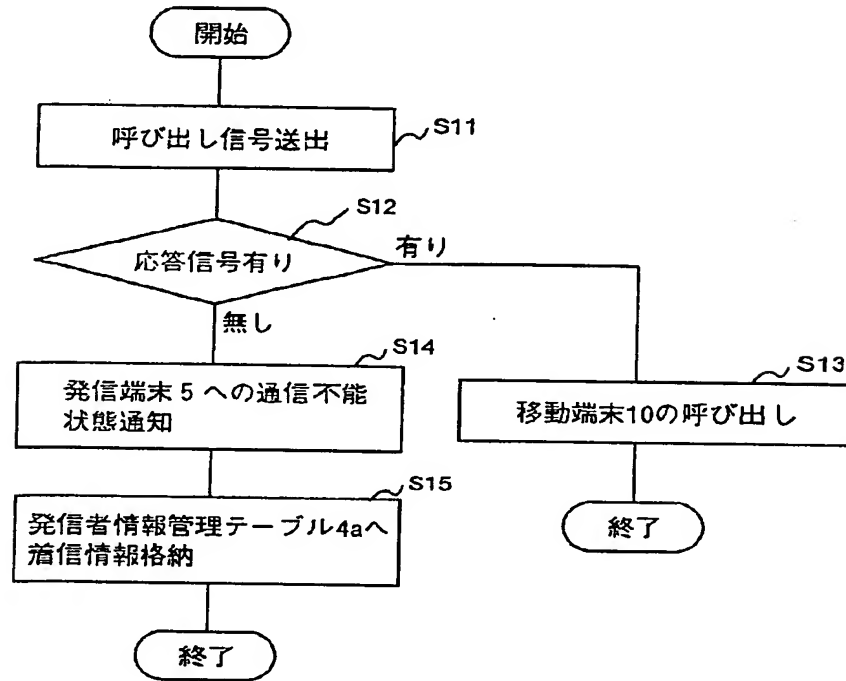 開始
呼び出し信号送出
S11
S12
応答信号有り
有り
無し
S14
発信端末5への通信不能
状態通知
S13
移動端末10の呼び出し
S15
発信者情報管理テーブル4aへ
着信情報格納
終了
終了